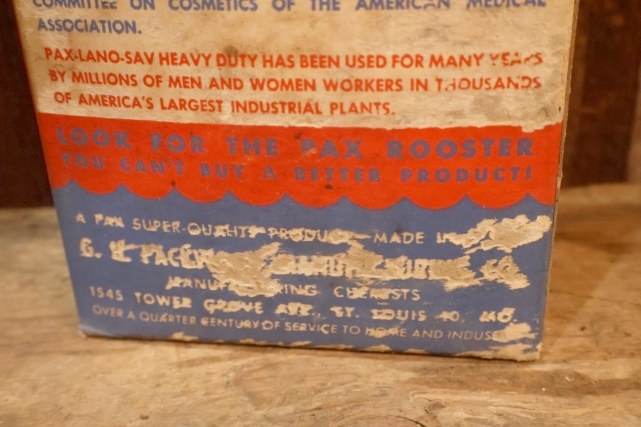 COMMITTEE ON COSMETICS OF THE AMERICAN MEDICAL
ASSOCIATION.
PAX-LANO-SAV HEAVY DUTY HAS BEEN USED FOR MANY YEARS
BY MILLIONS OF MEN AND WOMEN WORKERS IN THOUSANDS
OF AMERICA'S LARGEST INDUSTRIAL PLANTS.
LOOK FOR THE PAX ROOSTER
YOU CAN'T BUY A BETTER PRODUCT!
A PAX SUPER-QUALITY PRODUCT MADE
G. H. CO.
MANUFACTURING CHEMISTS
1545 TOWER GROVE AVE., ST. LOUIS 10, MO.
OVER A QUARTER CENTURY OF SERVICE TO HOME AND